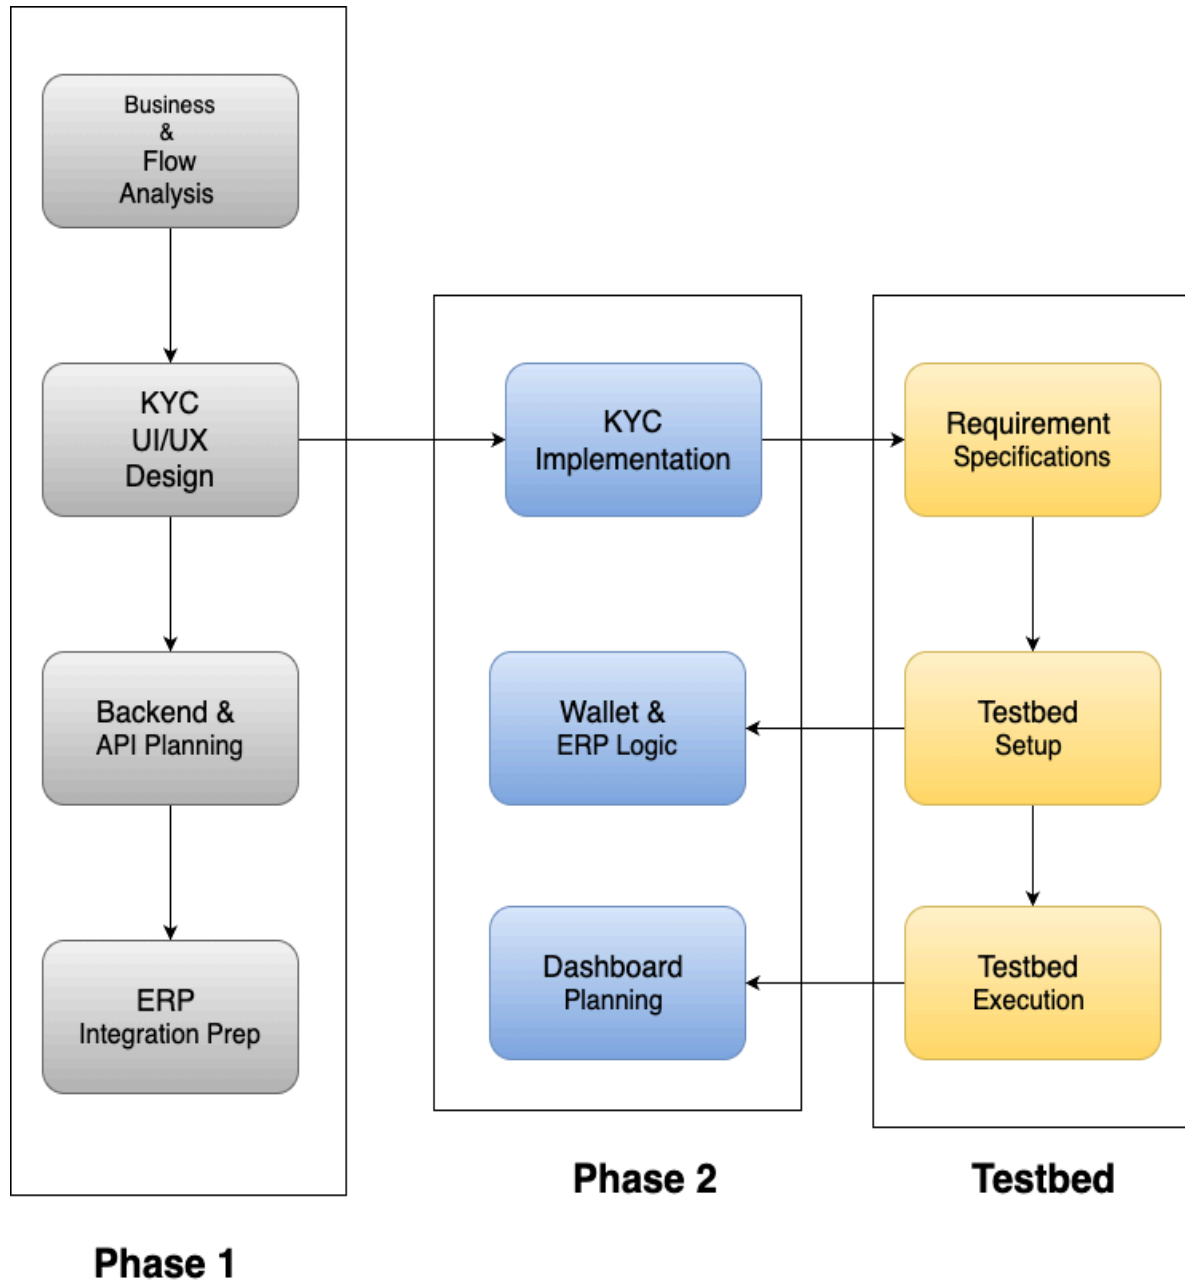 Business
&
Flow
Analysis
KYC
UI/UX
Design
Backend &
API Planning
ERP
Integration Prep
Phase 1
KYC
Implementation
Wallet &
ERP Logic
Dashboard
Planning
Phase 2
Requirement
Specifications
Testbed
Setup
Testbed
Execution
Testbed